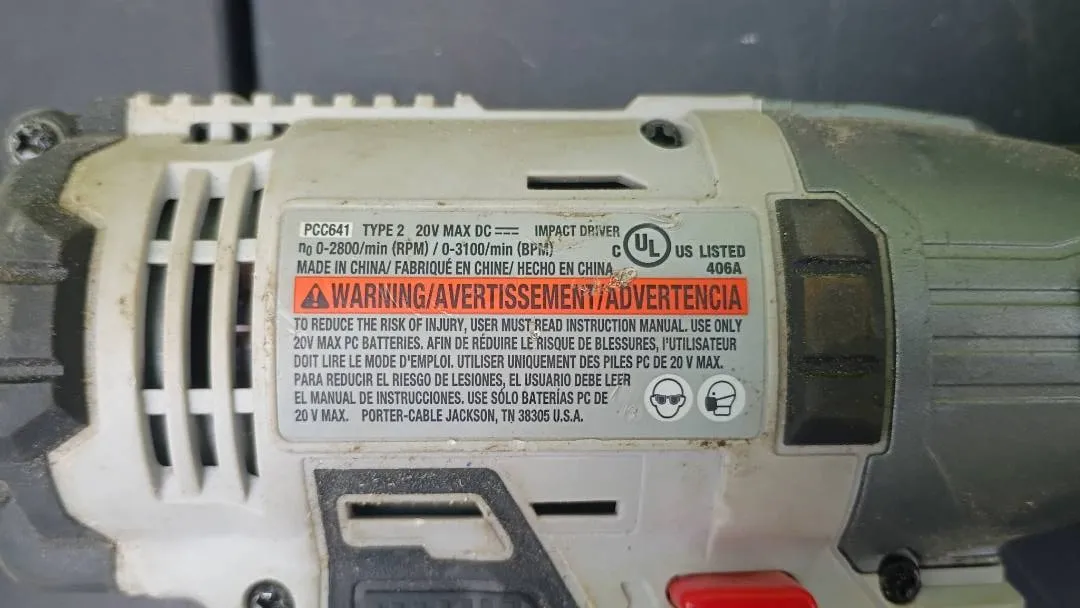 PCC641 TYPE 2 20V MAX DC IMPACT DRIVER
n0 0-2800/min (RPM) / 0-3100/min (BPM)
C UL US LISTED
406A
MADE IN CHINA/ FABRIQUÉ EN CHINE/ HECHO EN CHINA
WARNING/AVERTISSEMENT/ADVERTENCIA
TO REDUCE THE RISK OF INJURY, USER MUST READ INSTRUCTION MANUAL. USE ONLY
20V MAX PC BATTERIES. AFIN DE RÉDUIRE LE RISQUE DE BLESSURES, I'UTILISATEUR
DOIT LIRE LE MODE D'EMPLOI. UTILISER UNIQUEMENT DES PILES PC DE 20 V MAX.
PARA REDUCIR EL RIESGO DE LESIONES, EL USUARIO DEBE LEER
EL MANUAL DE INSTRUCCIONES. USE SÓLO BATERÍAS PC DE
20 V MAX. PORTER-CABLE JACKSON, TN 38305 U.S.A.